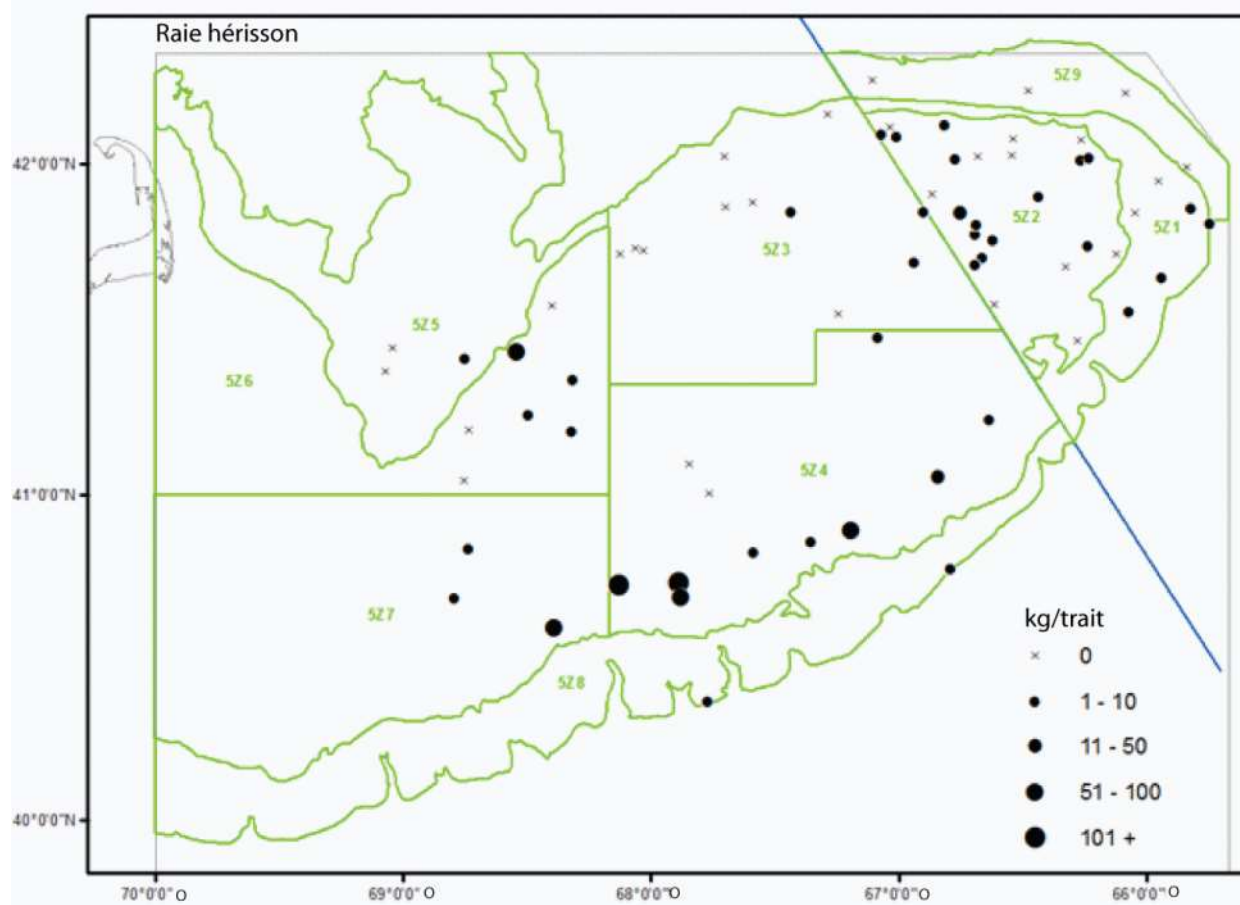 Raie hérisson
5Z9
42°0'0"N
5Z2
5Z1
5Z3
5Z5
5Z6
5Z4
41°0'0"N
5Z7
kg/trait
0
5Z8
1 - 10
11 - 50
51 - 100
40°0'0"N
101 +
70°0'0"O
69°0'0"O
68°0'0"O
67°0'0"O
66°0'0"O